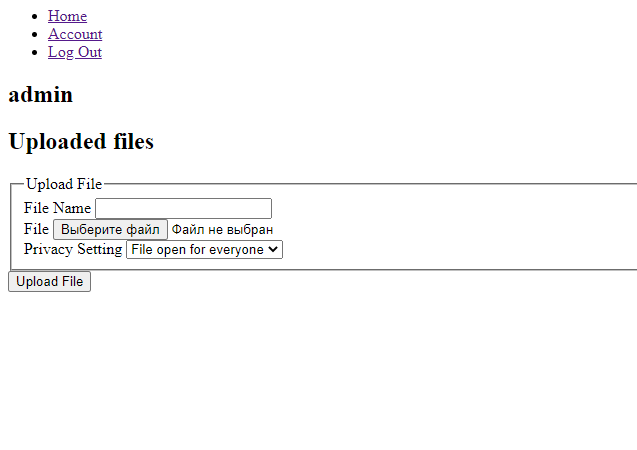 Home
Account
Log Out
admin
Uploaded files
Upload File
File Name
File Выберите файл Файл не выбран
Privacy Setting File open for everyone
Upload File